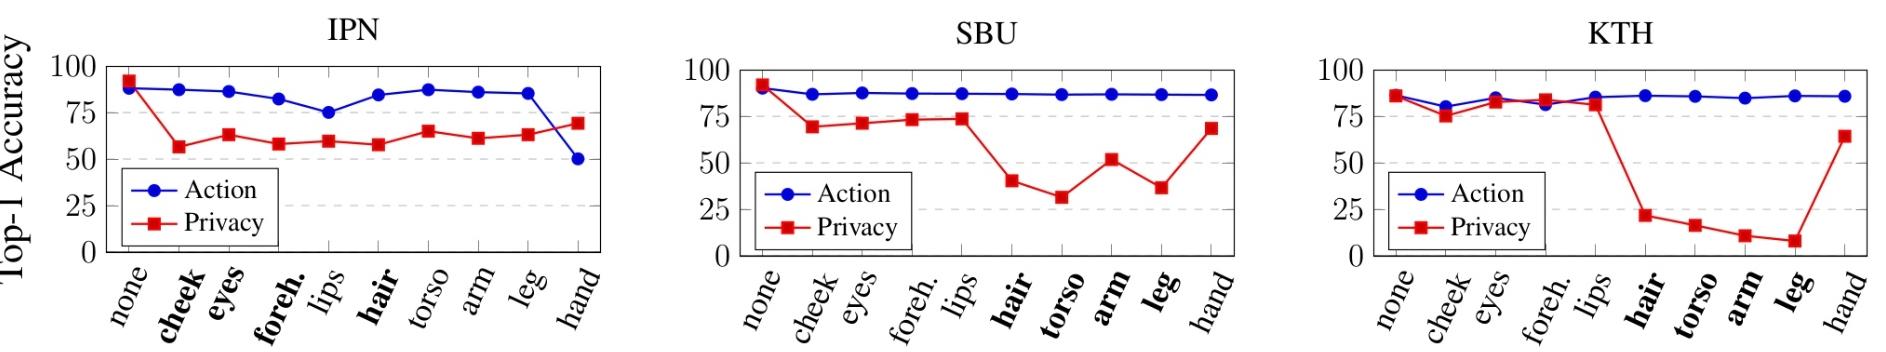 Top-1 Accuracy
IPN
100
75
50
25
0
Action
Privacy
none
cheek
eyes
foreh.
lips
hair
torso
arm
leg
hand
SBU
100
75
50
25
0
Action
Privacy
none
cheek
eyes
foreh.
lips
hair
torso
arm
leg
hand
KTH
100
75
50
25
0
Action
Privacy
none
cheek
eyes
foreh.
lips
hair
torso
arm
leg
hand